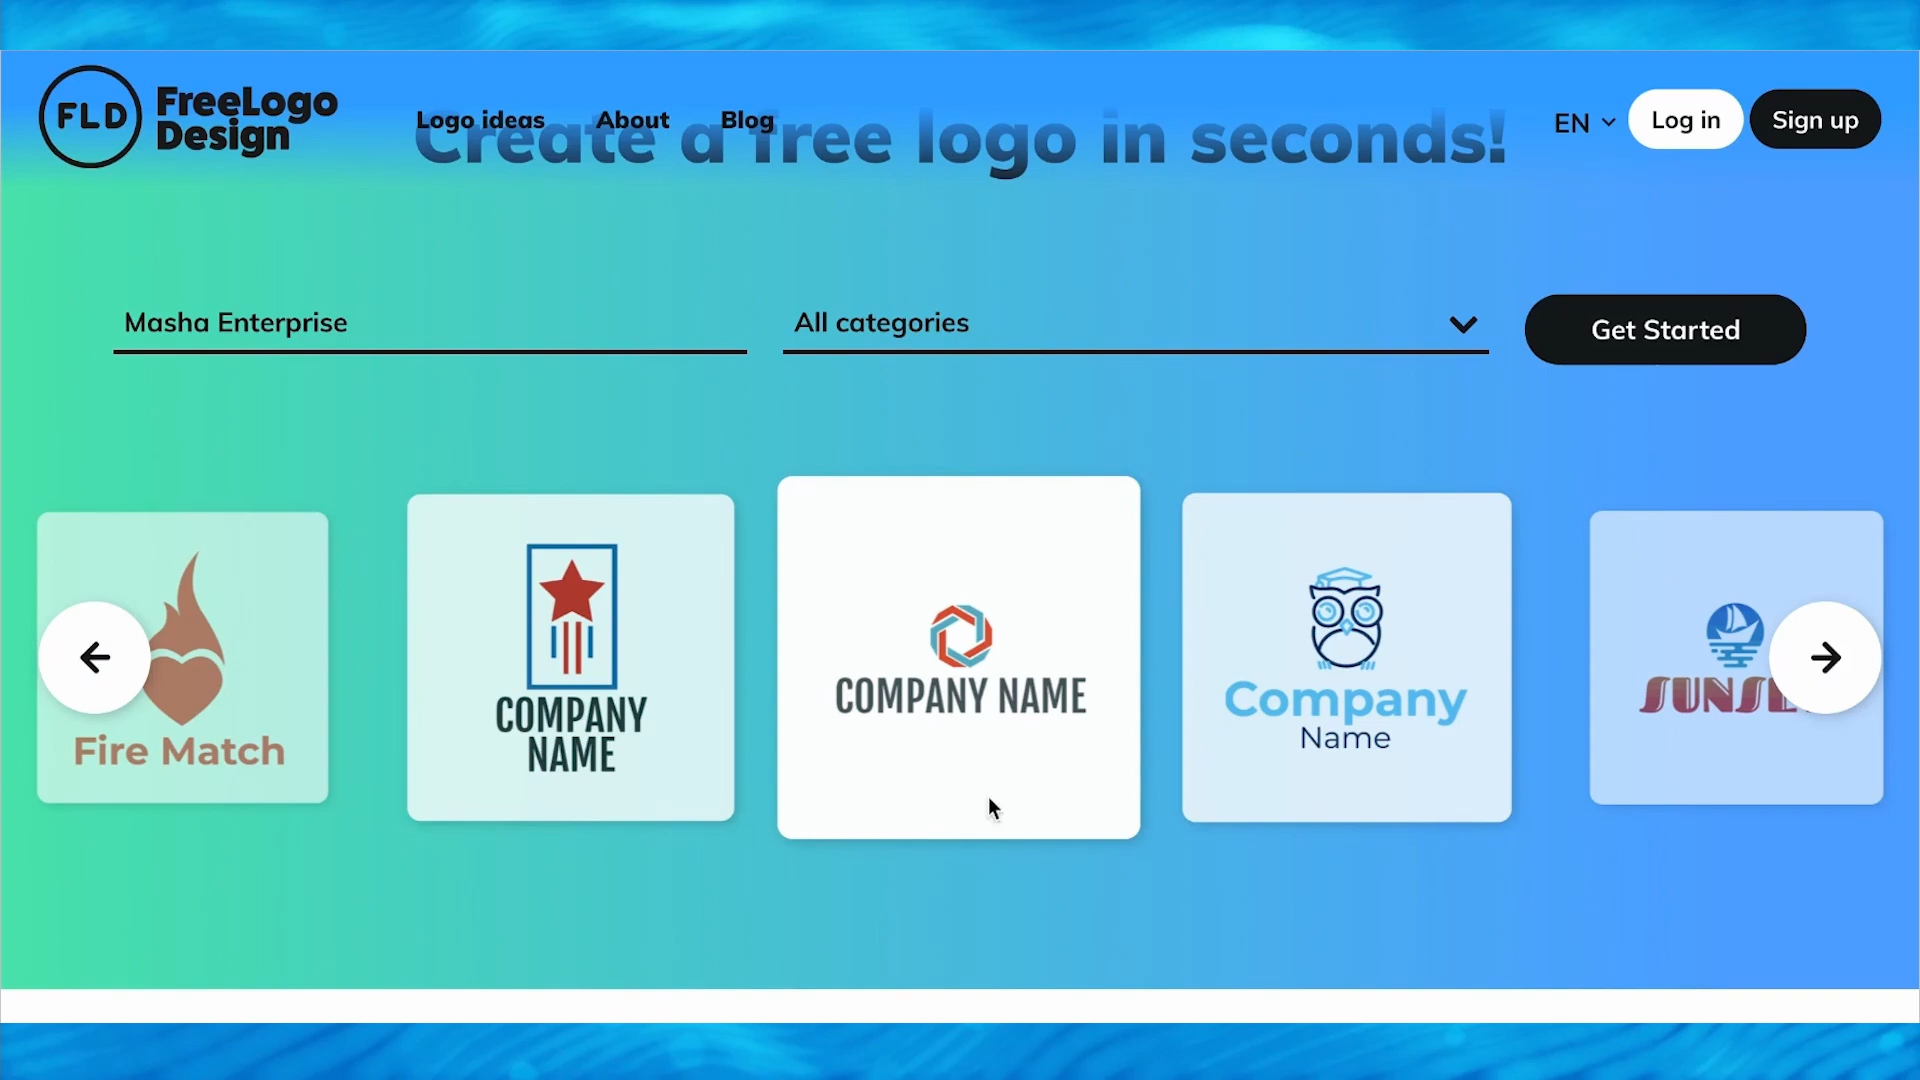 FLD
FreeLogo
Design
Logo ideas
About
Blog
EN
Log in
Sign up
Create a free logo in seconds!
Masha Enterprise
All categories
Get Started
Fire Match
COMPANY
NAME
COMPANY NAME
Company
Name